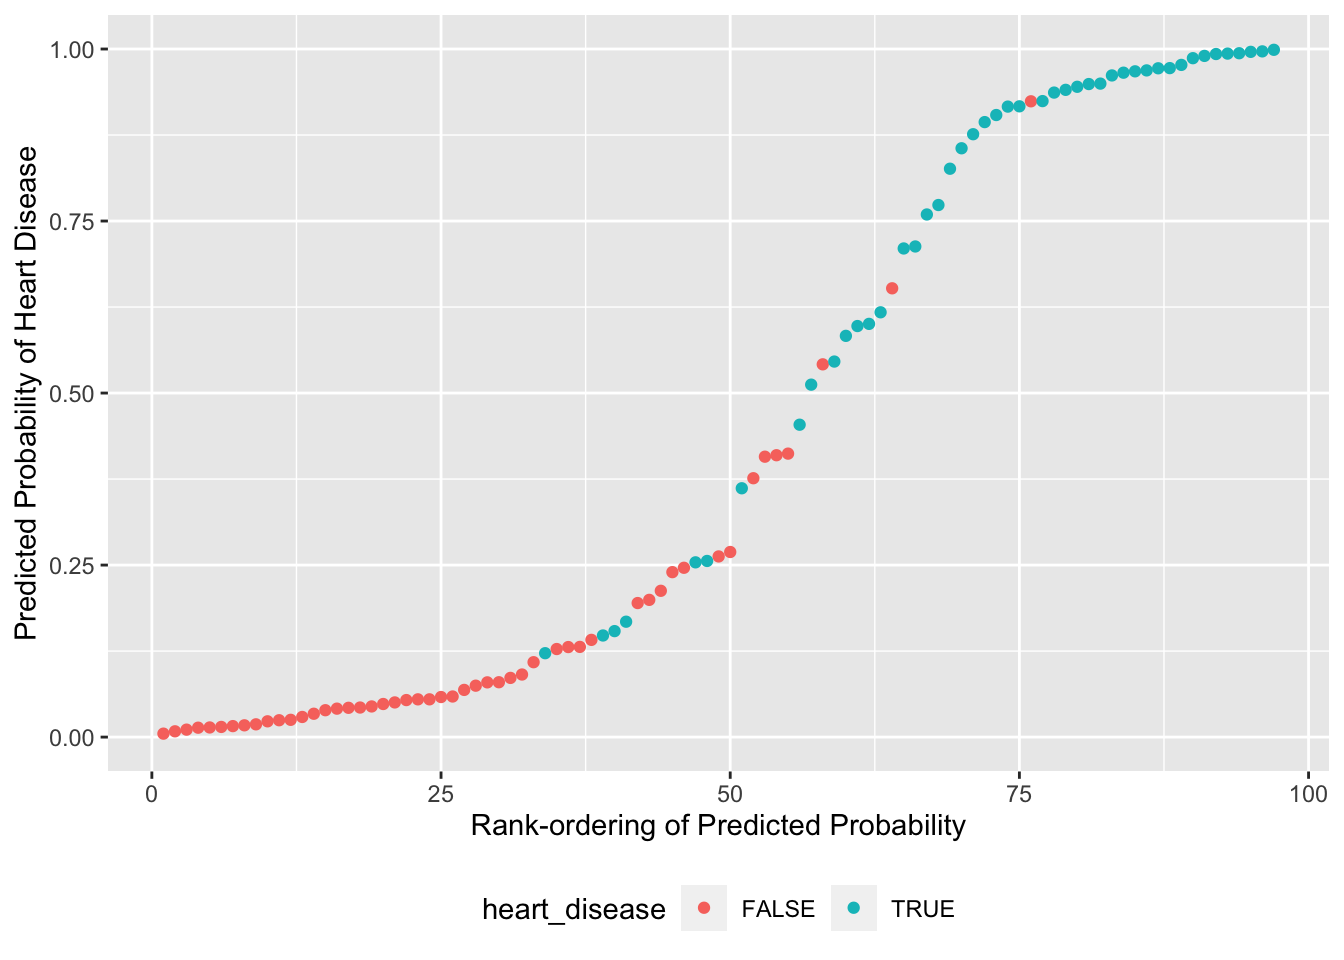 1.00
0.75
0.50
0.25
0.00
Predicted Probability of Heart Disease
0 25 50 75 100
Rank-ordering of Predicted Probability
heart_disease FALSE TRUE